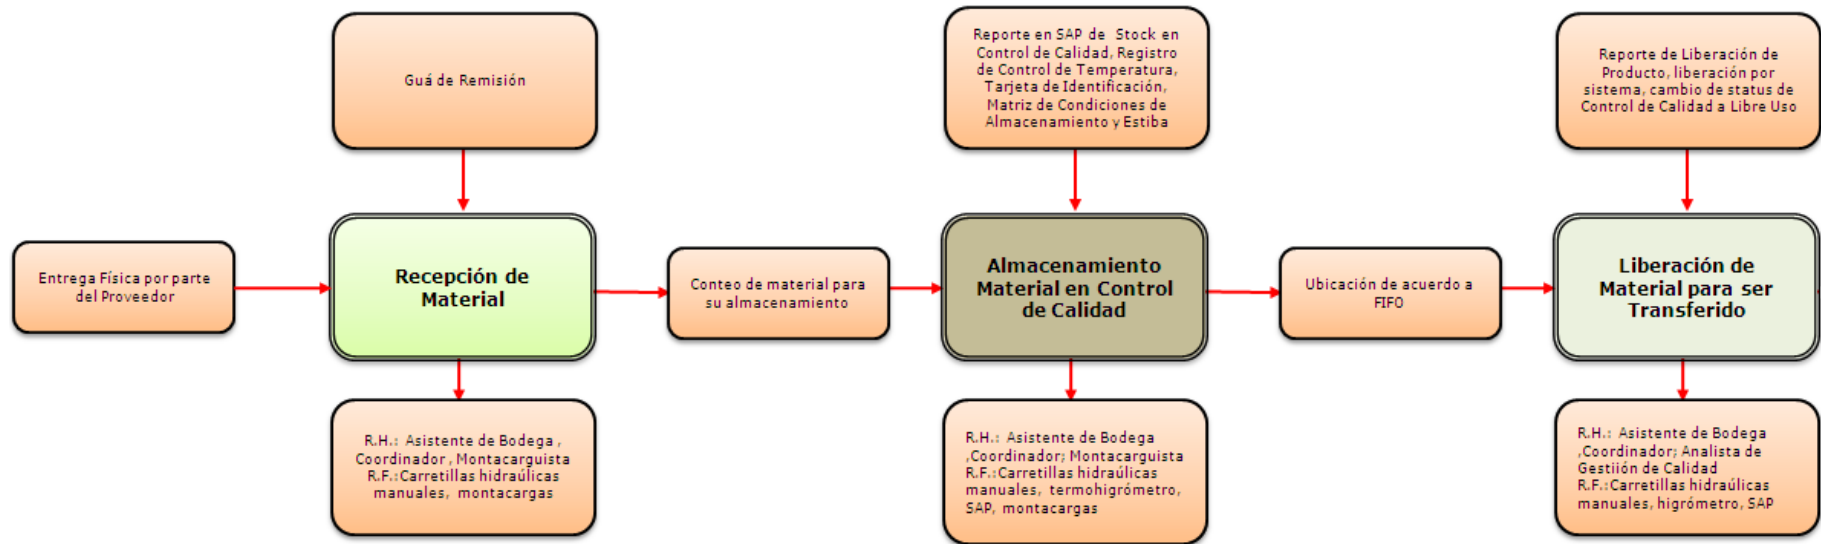 Guá de Remisión
Reporte en SAP de Stock en
Control de Calidad, Registro
de Control de Temperatura,
Tarjeta de Identificación,
Matriz de Condiciones de
Almacenamiento y Estiba
Reporte de Liberación de
Producto, liberación por
sistema, cambio de status de
Control de Calidad a Libre Uso
Entrega Física por parte
del Proveedor
Recepción de
Material
Conteo de material para
su almacenamiento
Almacenamiento
Material en Control
de Calidad
Ubicación de acuerdo a
FIFO
Liberación de
Material para ser
Transferido
R.H.: Asistente de Bodega ,
Coordinador , Montacarguista
R.F.:Carretillas hidraúlicas
manuales, montacargas
R.H.: Asistente de Bodega
,Coordinador; Montacarguista
R.F.:Carretillas hidraúlicas
manuales, termohigrómetro,
SAP, montacargas
R.H.: Asistente de Bodega
,Coordinador; Analista de
Gestiión de Calidad
R.F.:Carretillas hidraúlicas
manuales, higrómetro, SAP